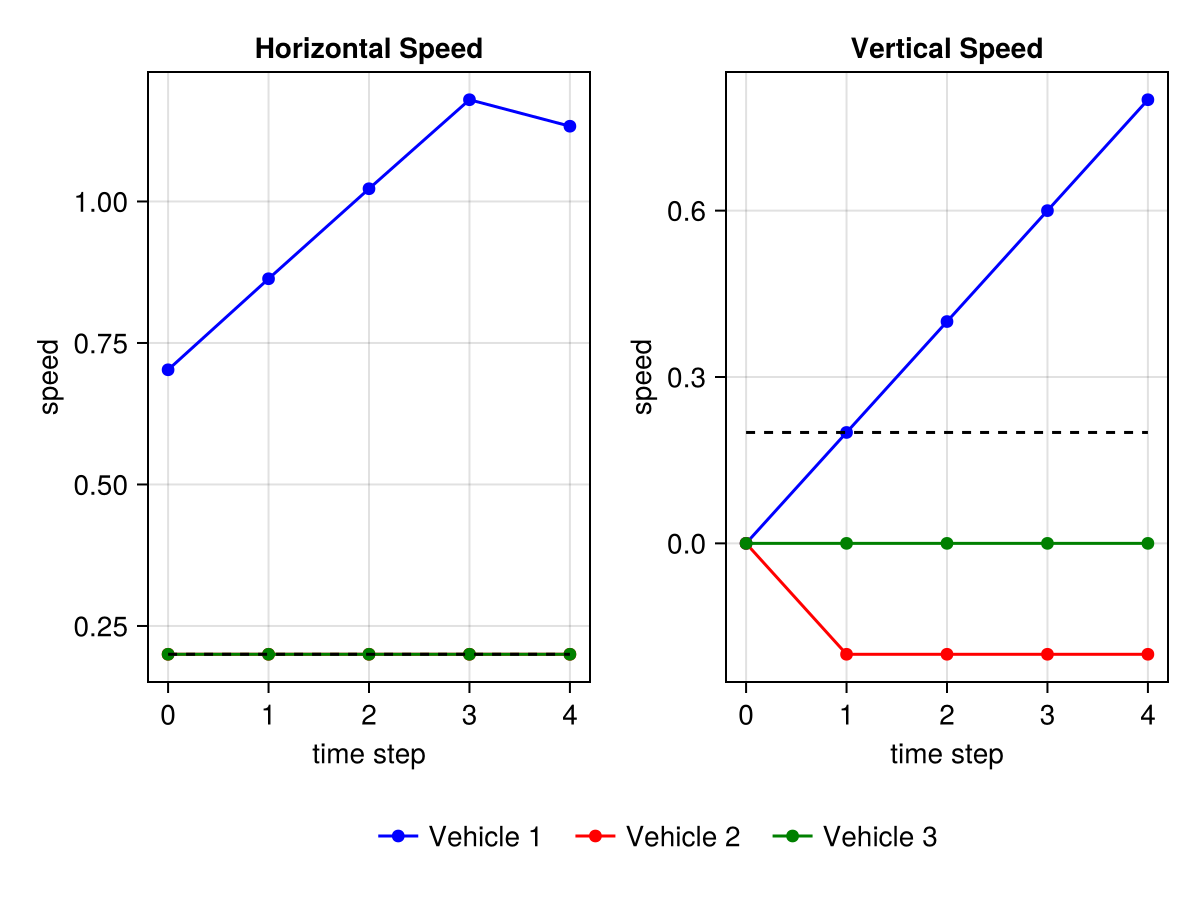 Horizontal Speed
speed
1.00
0.75
0.50
0.25
0 1 2 3 4
time step
Vertical Speed
speed
0.6
0.3
0.0
0 1 2 3 4
time step
Vehicle 1 Vehicle 2 Vehicle 3